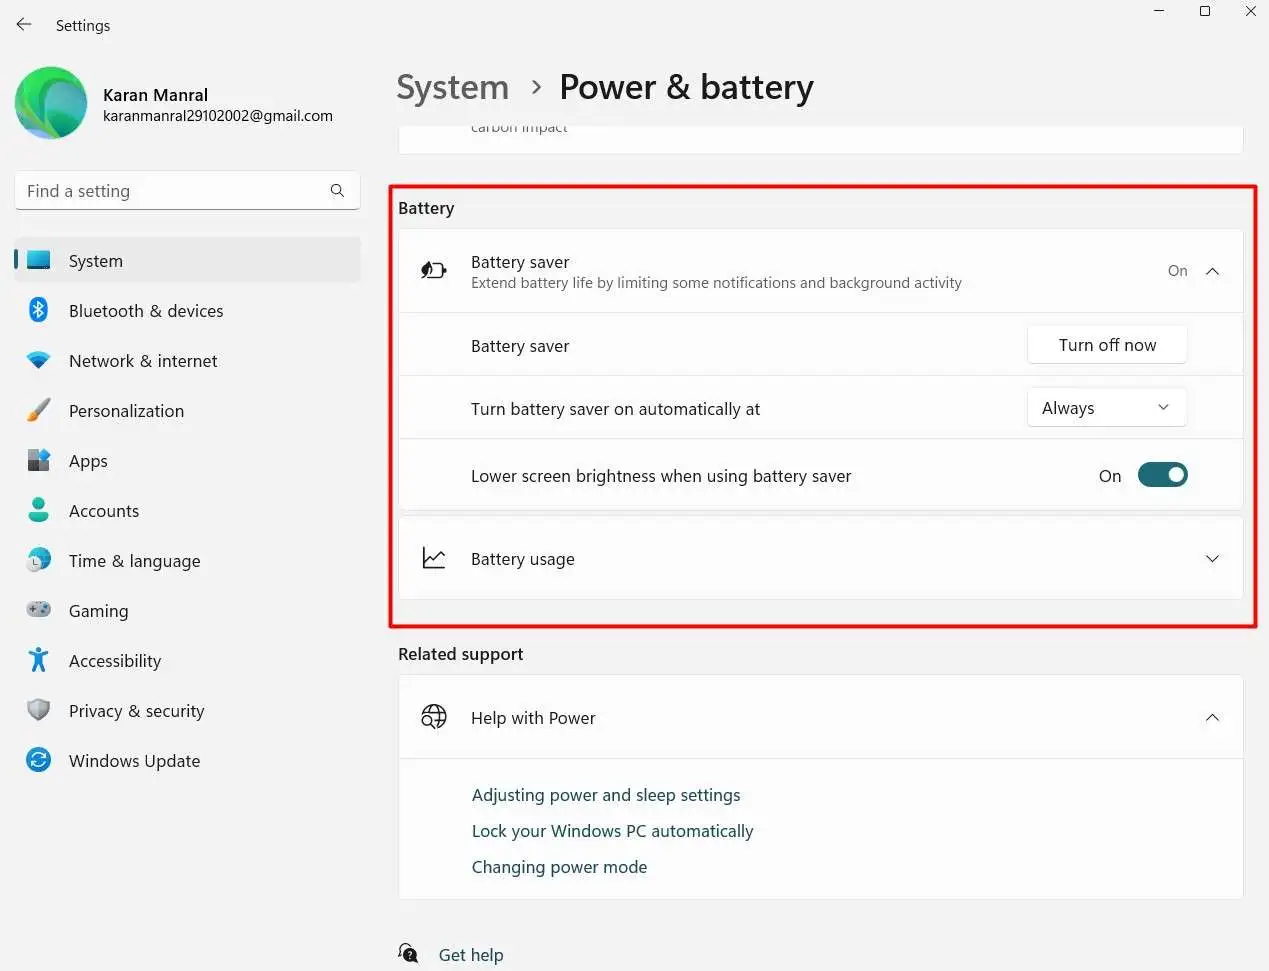 Settings
Karan Manral
karanmanral29102002@gmail.com
Find a setting
System
Bluetooth & devices
Network & internet
Personalization
Apps
Accounts
Time & language
Gaming
Accessibility
Privacy & security
Windows Update
System > Power & battery
carbon impact
Battery
Battery saver
Extend battery life by limiting some notifications and background activity
On
Battery saver
Turn off now
Turn battery saver on automatically at
Always
Lower screen brightness when using battery saver
On
Battery usage
Related support
Help with Power
Adjusting power and sleep settings
Lock your Windows PC automatically
Changing power mode
Get help